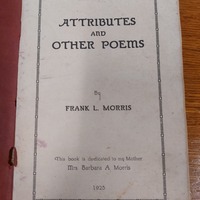 ATTRIBUTES
AND
OTHER POEMS
By
FRANK L. MORRIS
This book is dedicated to my Mother
Mrs. Barbara A. Morris
1925